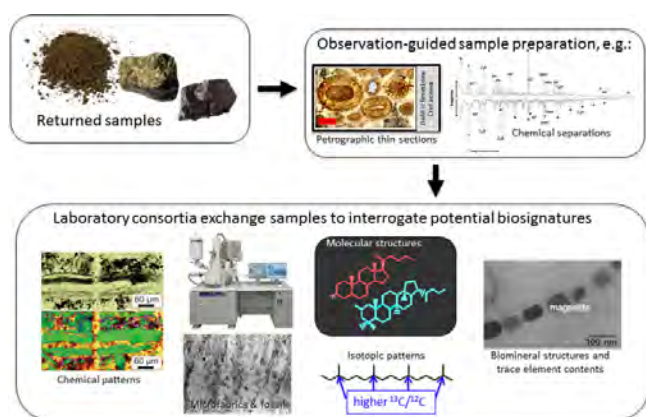 Returned samples
Observation-guided sample preparation, e.g.:
Petrographic thin sections
Chemical separations
Laboratory consortia exchange samples to interrogate potential biosignatures
60 µm
60 µm
Chemical patterns
Microfabrics & fossils
Molecular structures
Isotopic patterns
higher ¹³C/¹²C
magnetite
100 nm
Biomineral structures and
trace element contents